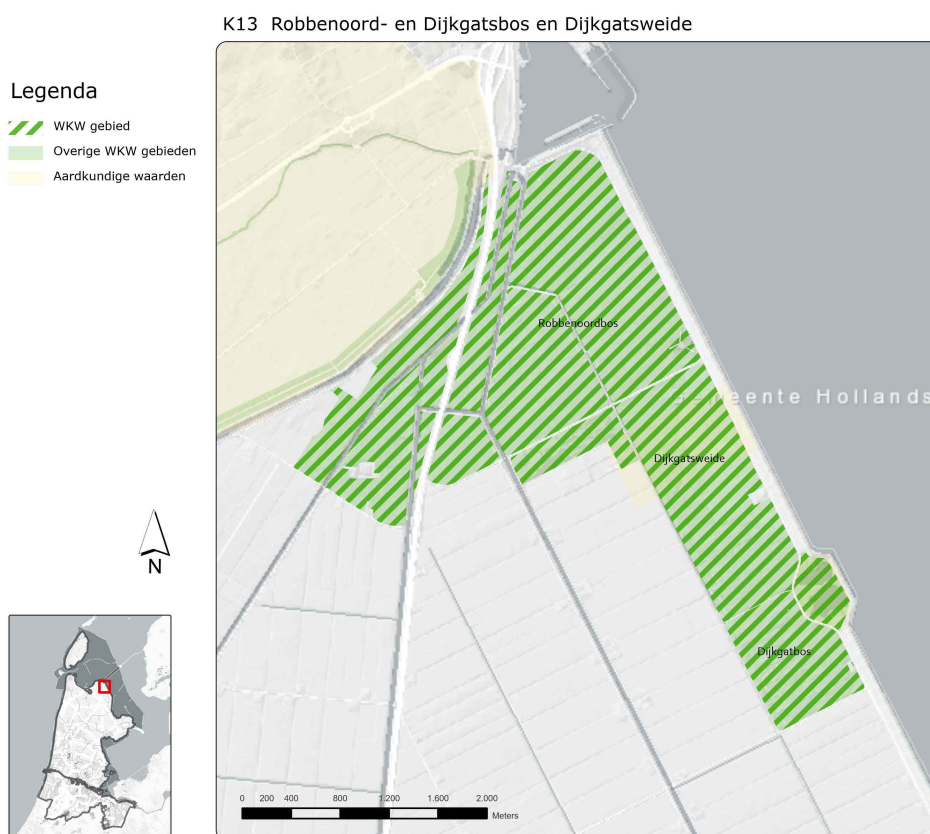 K13 Robbenoord- en Dijkgatsbos en Dijkgatsweide
Legenda
WKW gebied
Overige WKW gebieden
Aardkundige waarden
Robbenoordbos
eente Hollands
Dijkgatsweide
N
Dijkgatbos
0 200 400 800 1.200 1.600 2.000
Meters